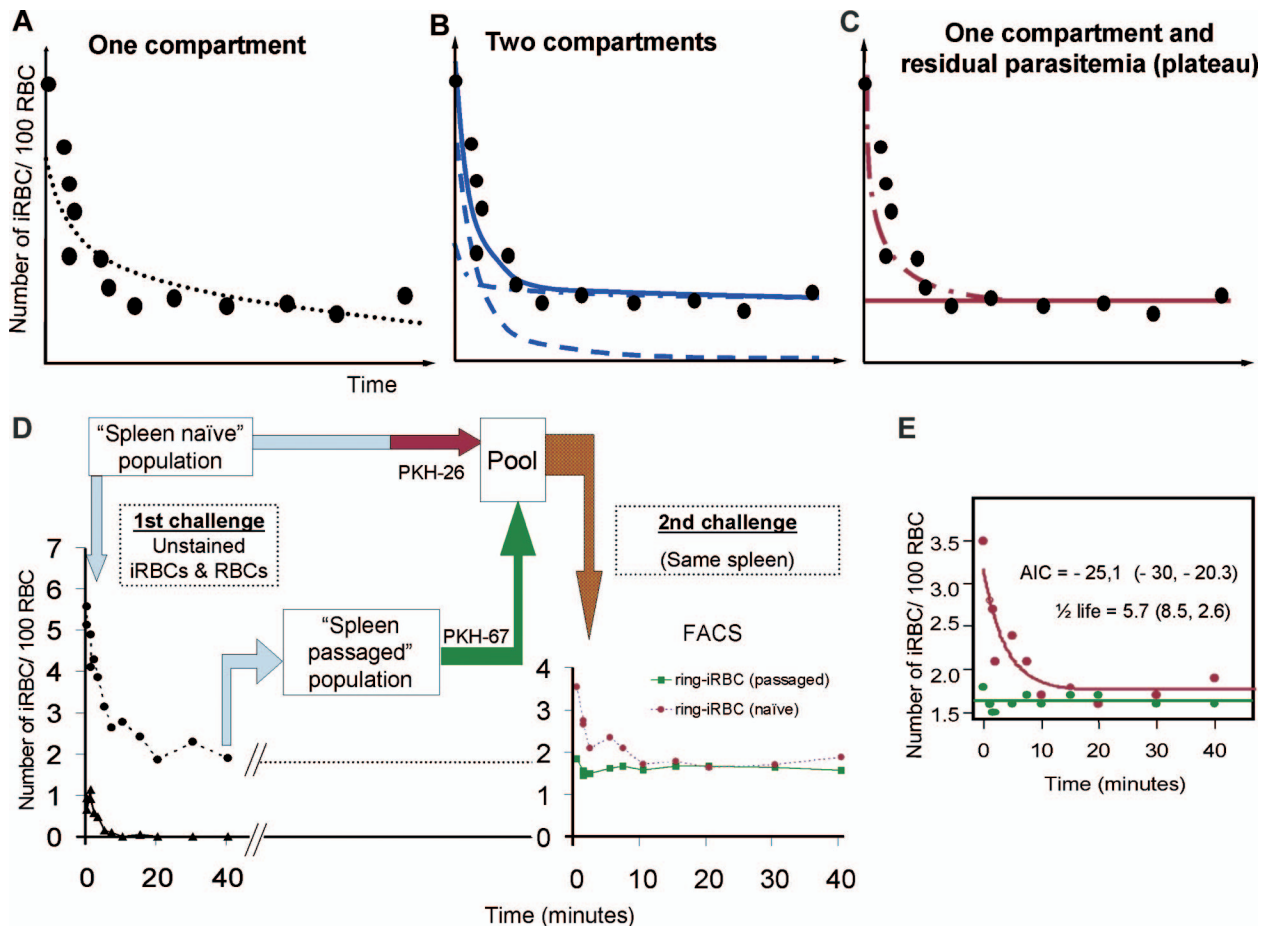 A
One compartment
Number of iRBC/ 100 RBC
Time
B
Two compartments
C
One compartment and
residual parasitemia (plateau)
D
"Spleen naïve"
population
PKH-26
Pool
1st challenge
Unstained
iRBCs & RBCs
2nd challenge
(Same spleen)
"Spleen
passaged"
population
PKH-67
FACS
ring-iRBC (passaged)
ring-iRBC (naïve)
Number of iRBC/ 100 RBC
7
6
5
4
3
2
1
0
0
20
40
4
3
2
1
0
0
10
20
30
40
Time (minutes)
E
Number of iRBC/ 100 RBC
3.5
3.0
2.5
2.0
1.5
AIC = - 25,1 (- 30, - 20.3)
½ life = 5.7 (8.5, 2.6)
0
10
20
30
40
Time (minutes)